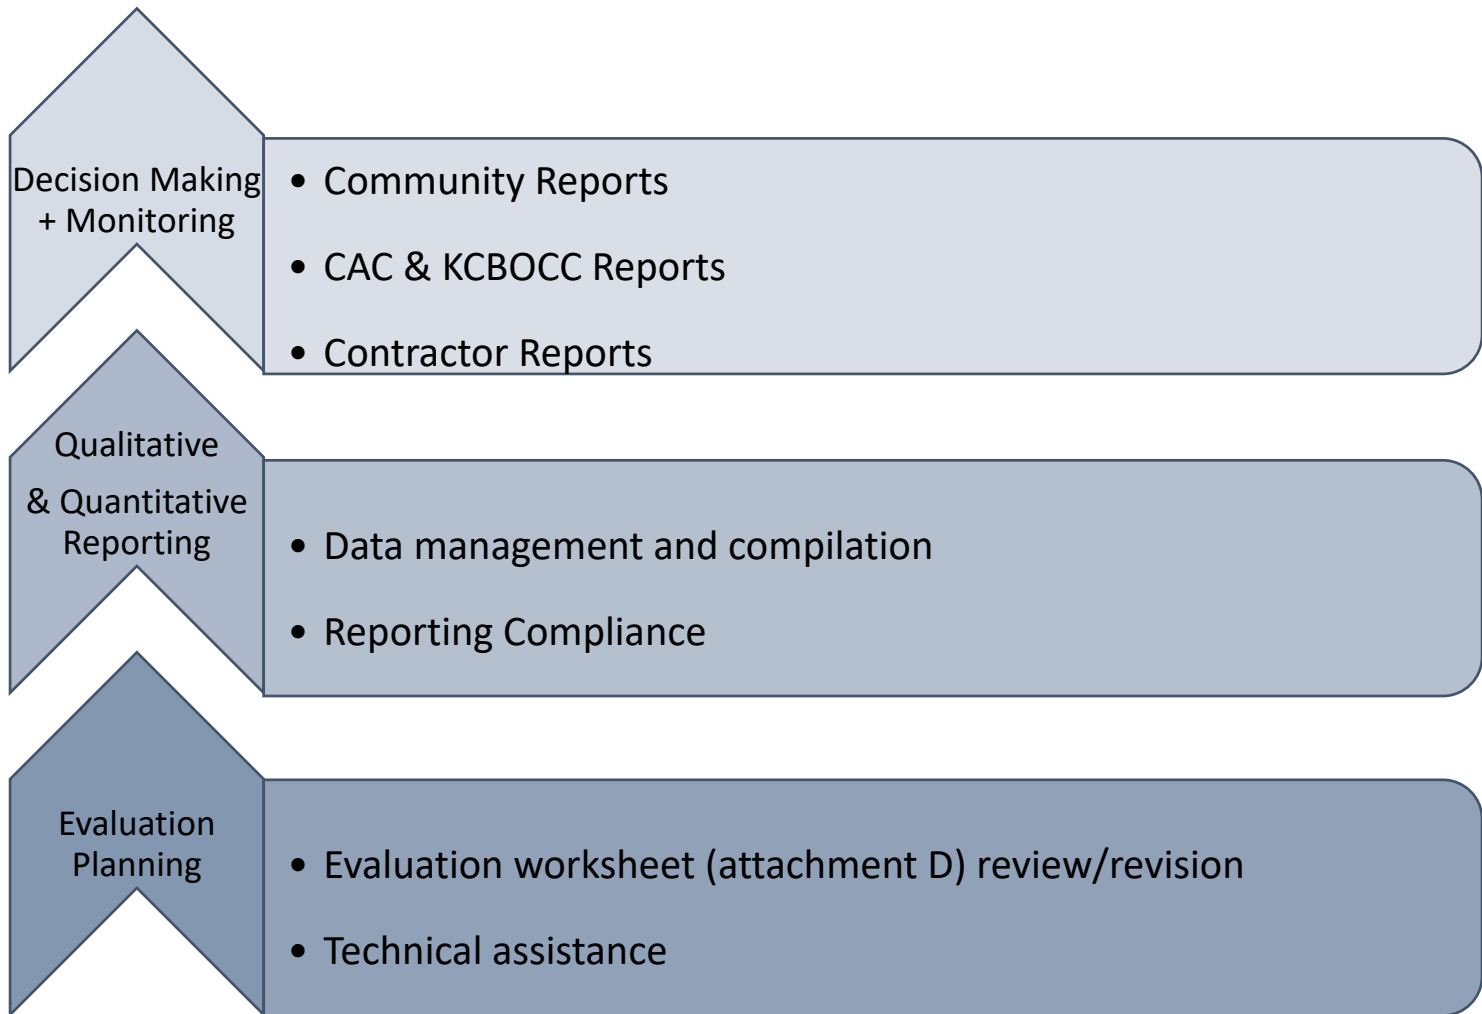 Decision Making
+ Monitoring
• Community Reports
• CAC & KCBOCC Reports
• Contractor Reports
Qualitative
& Quantitative
Reporting
• Data management and compilation
• Reporting Compliance
Evaluation
Planning
• Evaluation worksheet (attachment D) review/revision
• Technical assistance